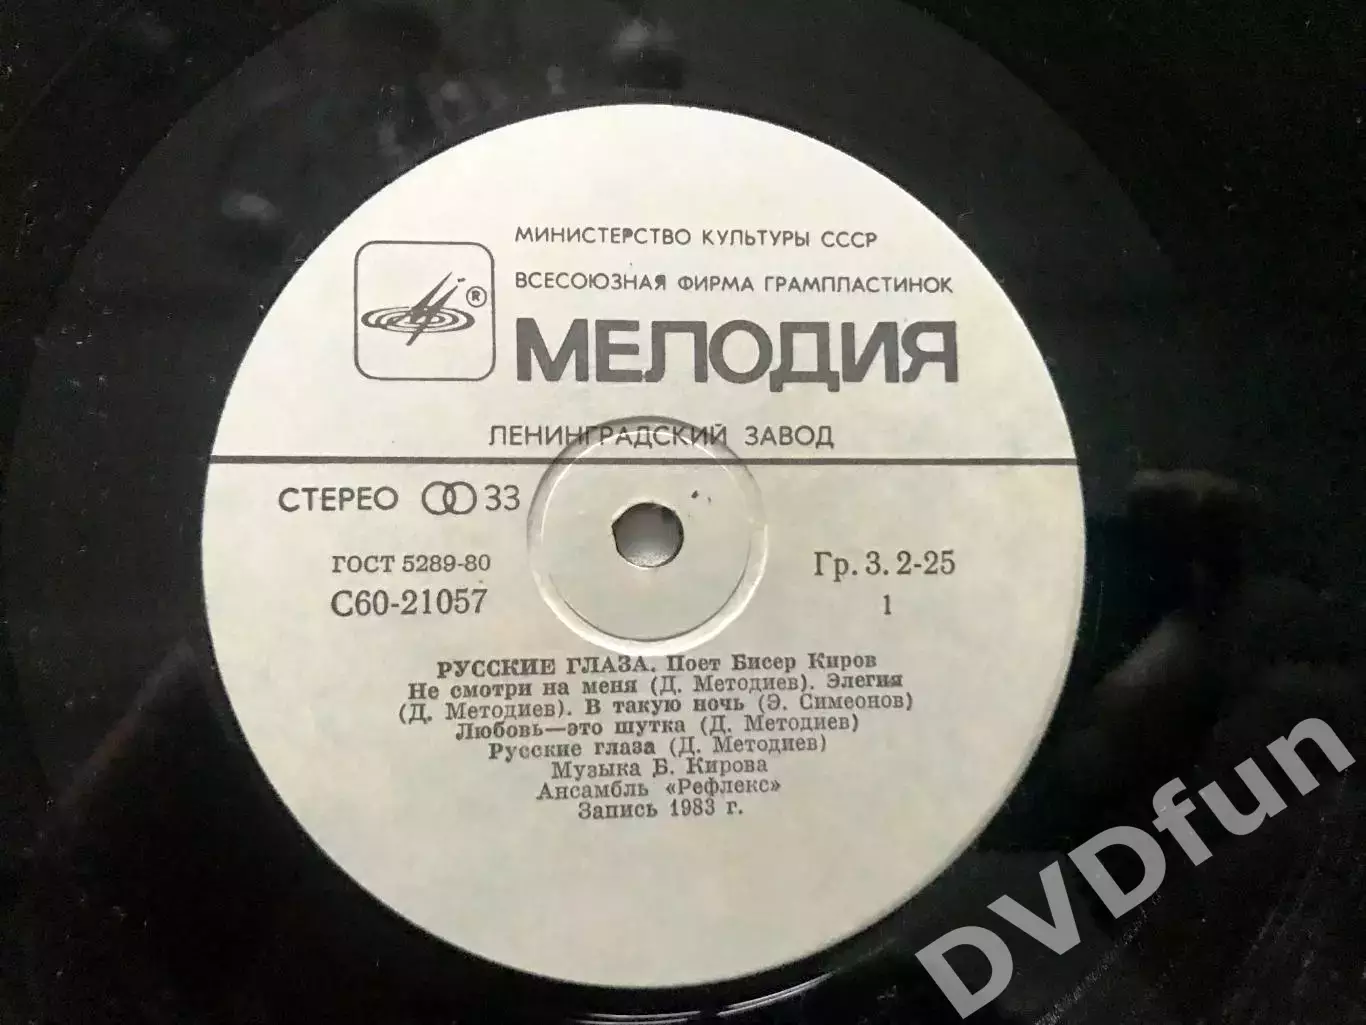 МИНИСТЕРСТВО КУЛЬТУРЫ СССР
ВСЕСОЮЗНАЯ ФИРМА ГРАМПЛАСТИНОК
®
МЕЛОДИЯ
ЛЕНИНГРАДСКИЙ ЗАВОД
СТЕРЕО 33
ГОСТ 5289-80
Гр. 3. 2-25
С60-21057
1
РУССКИЕ ГЛАЗА. Поет Бисер Киров
Не смотри на меня (Д. Методиев). Элегия
(Д. Методиев). В такую ночь (Э. Симеонов)
Любовь—это шутка (Д. Методиев)
Русские глаза (Д. Методиев)
Музыка Б. Кирова
Ансамбль «Рефлекс»
Запись 1983 г.
DVDfun